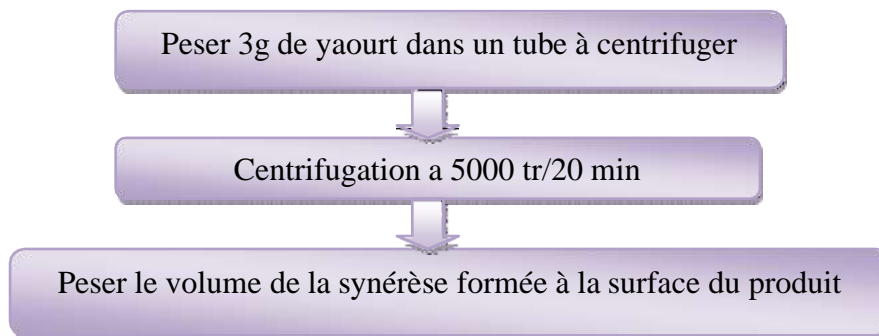 Peser 3g de yaourt dans un tube à centrifuger
Centrifugation a 5000 tr/20 min
Peser le volume de la synérèse formée à la surface du produit